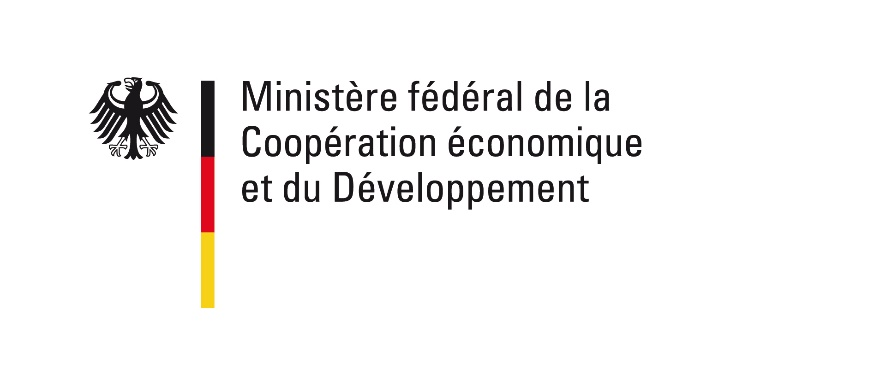 Ministère fédéral de la
Coopération économique
et du Développement